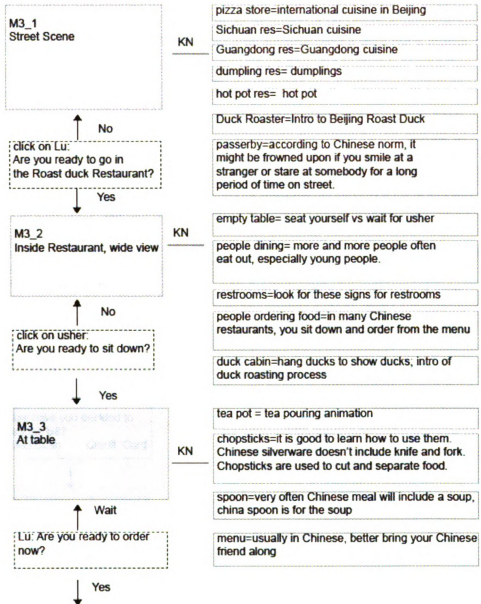 M3_1
Street Scene
KN
pizza store=international cuisine in Beijing
Sichuan res=Sichuan cuisine
Guangdong res=Guangdong cuisine
dumpling res= dumplings
hot pot res= hot pot
Duck Roaster=Intro to Beijing Roast Duck
passerby=according to Chinese norm, it
might be frowned upon if you smile at a
stranger or stare at somebody for a long
period of time on street.
No
click on Lu:
Are you ready to go in
the Roast duck Restaurant?
Yes
M3_2
Inside Restaurant, wide view
KN
empty table= seat yourself vs wait for usher
people dining= more and more people often
eat out, especially young people.
restrooms=look for these signs for restrooms
people ordering food=in many Chinese
restaurants, you sit down and order from the menu
duck cabin=hang ducks to show ducks; intro of
duck roasting process
No
click on usher:
Are you ready to sit down?
Yes
M3_3
At table
KN
tea pot = tea pouring animation
chopsticks=it is good to learn how to use them.
Chinese silverware doesn't include knife and fork.
Chopsticks are used to cut and separate food.
spoon=very often Chinese meal will include a soup,
china spoon is for the soup
menu=usually in Chinese, better bring your Chinese
friend along
Wait
Lu: Are you ready to order
now?
Yes